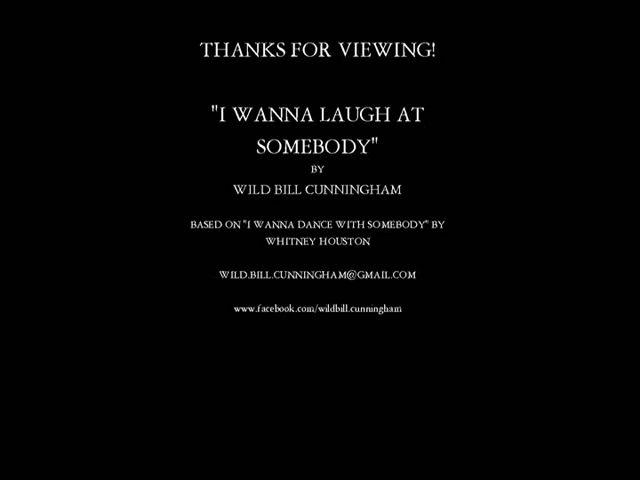 THANKS FOR VIEWING!
"I WANNA LAUGH AT
SOMEBODY"
BY
WILD BILL CUNNINGHAM
BASED ON "I WANNA DANCE WITH SOMEBODY" BY
WHITNEY HOUSTON
WILD.BILL.CUNNINGHAM@GMAIL.COM
www.facebook.com/wildbill.cunningham